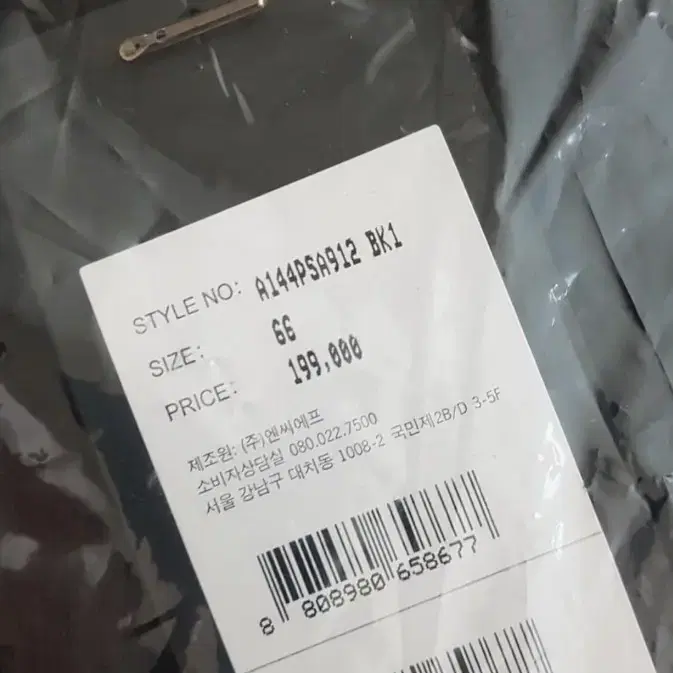 STYLE NO: A144PSA912 BK1
SIZE: 66
PRICE: 199,000
제조원: (주)엔씨에프
소비자상담실 080.022.7500
서울 강남구 대치동 1008-2 국민제2B/D 3-5F
8 808980 658677